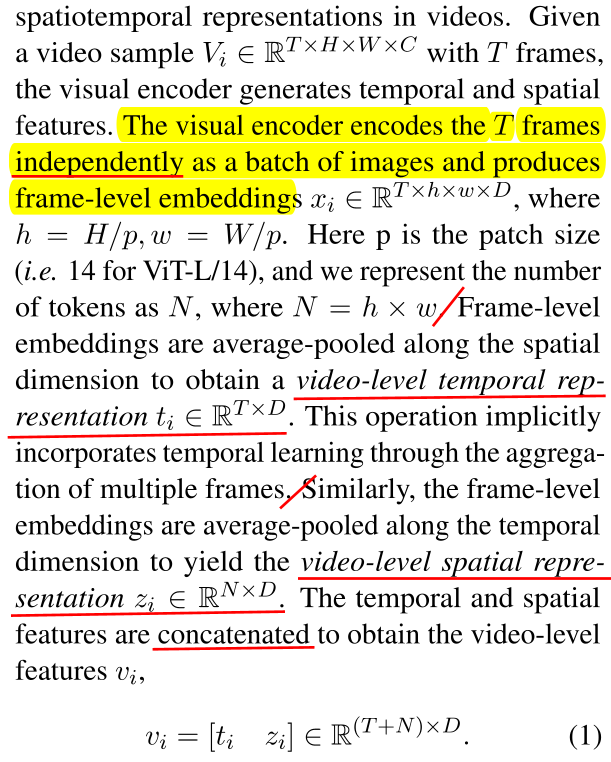 spatiotemporal representations in videos. Given
a video sample $V_i \in \mathbb{R}^{T \times H \times W \times C}$ with $T$ frames,
the visual encoder generates temporal and spatial
features. The visual encoder encodes the $T$ frames
independently as a batch of images and produces
frame-level embeddings $x_i \in \mathbb{R}^{T \times h \times w \times D}$, where
$h = H/p, w = W/p$. Here p is the patch size
(i.e. 14 for ViT-L/14), and we represent the number
of tokens as $N$, where $N = h \times w$. Frame-level
embeddings are average-pooled along the spatial
dimension to obtain a video-level temporal rep-
resentation $t_i \in \mathbb{R}^{T \times D}$. This operation implicitly
incorporates temporal learning through the aggrega-
tion of multiple frames. Similarly, the frame-level
embeddings are average-pooled along the temporal
dimension to yield the video-level spatial repre-
sentation $z_i \in \mathbb{R}^{N \times D}$. The temporal and spatial
features are concatenated to obtain the video-level
features $v_i$,
$v_i = [t_i \quad z_i] \in \mathbb{R}^{(T+N) \times D}$. (1)